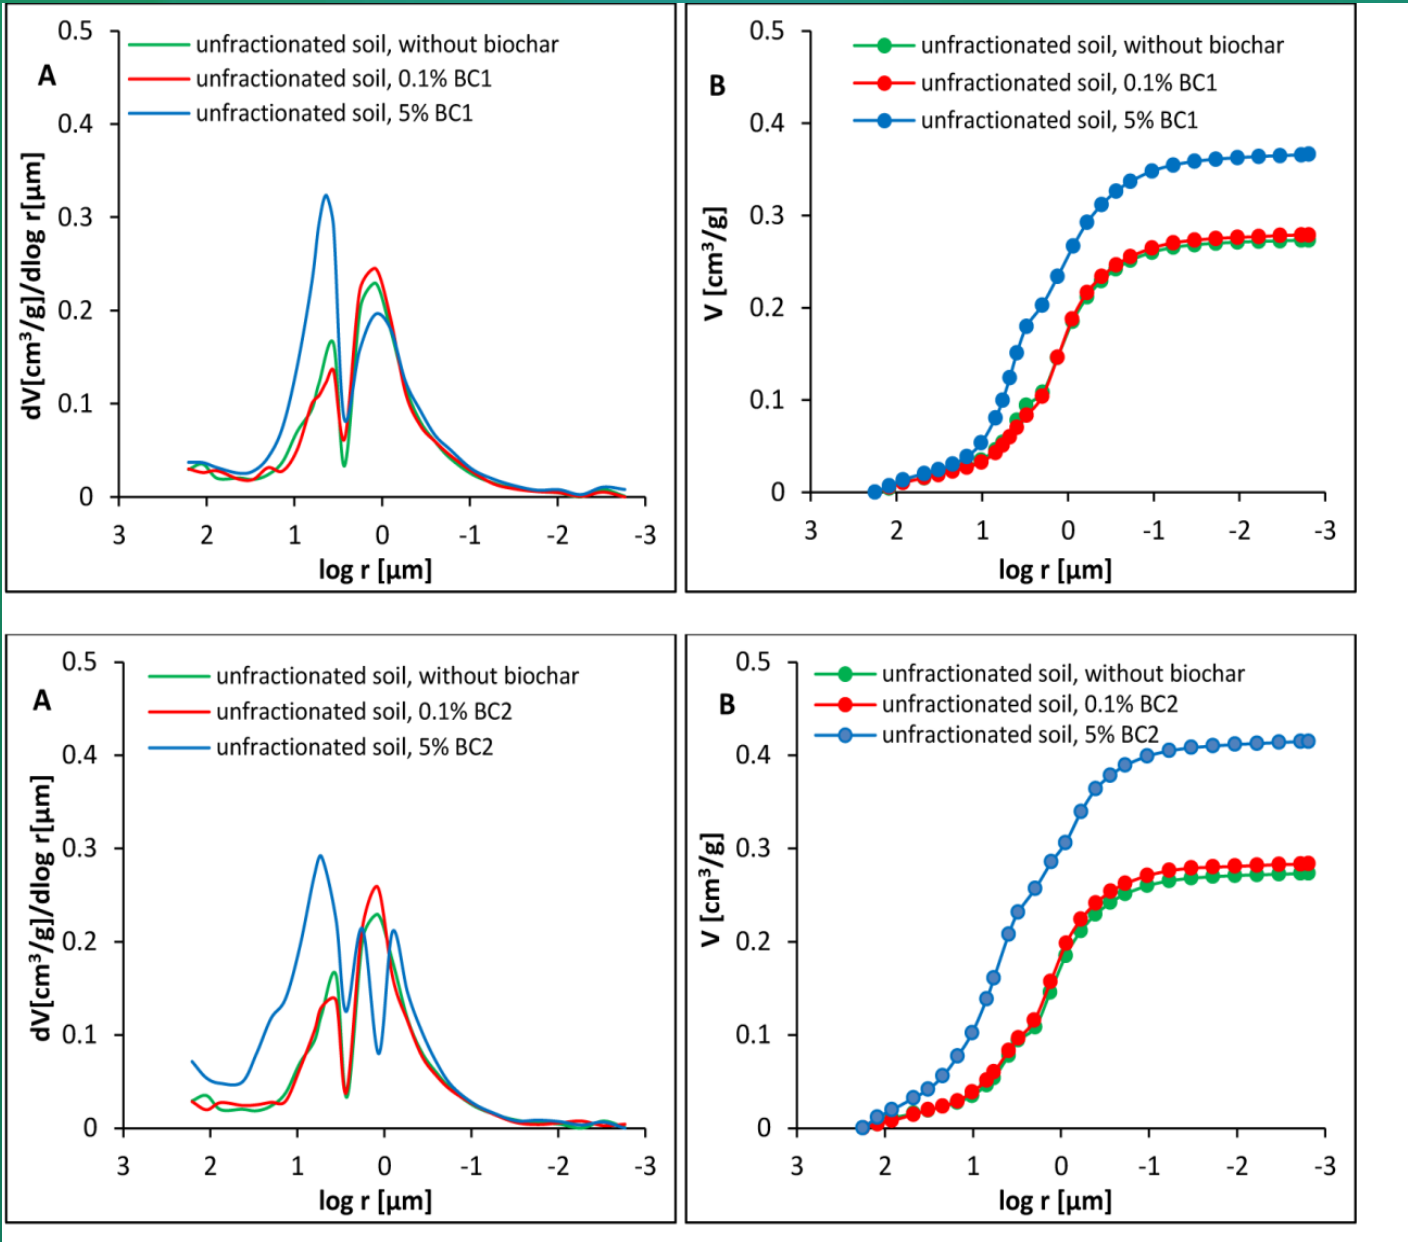 A
unfractionated soil, without biochar
unfractionated soil, 0.1% BC1
unfractionated soil, 5% BC1
dV[cm³/g]/dlog r[µm]
0.5
0.4
0.3
0.2
0.1
0
3 2 1 0 -1 -2 -3
log r [µm]
B
unfractionated soil, without biochar
unfractionated soil, 0.1% BC1
unfractionated soil, 5% BC1
V [cm³/g]
0.5
0.4
0.3
0.2
0.1
0
3 2 1 0 -1 -2 -3
log r [µm]
A
unfractionated soil, without biochar
unfractionated soil, 0.1% BC2
unfractionated soil, 5% BC2
dV[cm³/g]/dlog r[µm]
0.5
0.4
0.3
0.2
0.1
0
3 2 1 0 -1 -2 -3
log r [µm]
B
unfractionated soil, without biochar
unfractionated soil, 0.1% BC2
unfractionated soil, 5% BC2
V [cm³/g]
0.5
0.4
0.3
0.2
0.1
0
3 2 1 0 -1 -2 -3
log r [µm]